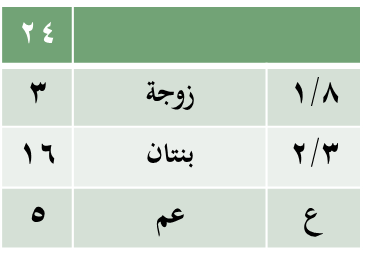 ٢٤
١/٨ زوجة ٣
٢/٣ بنتان ١٦
ع عم ٥